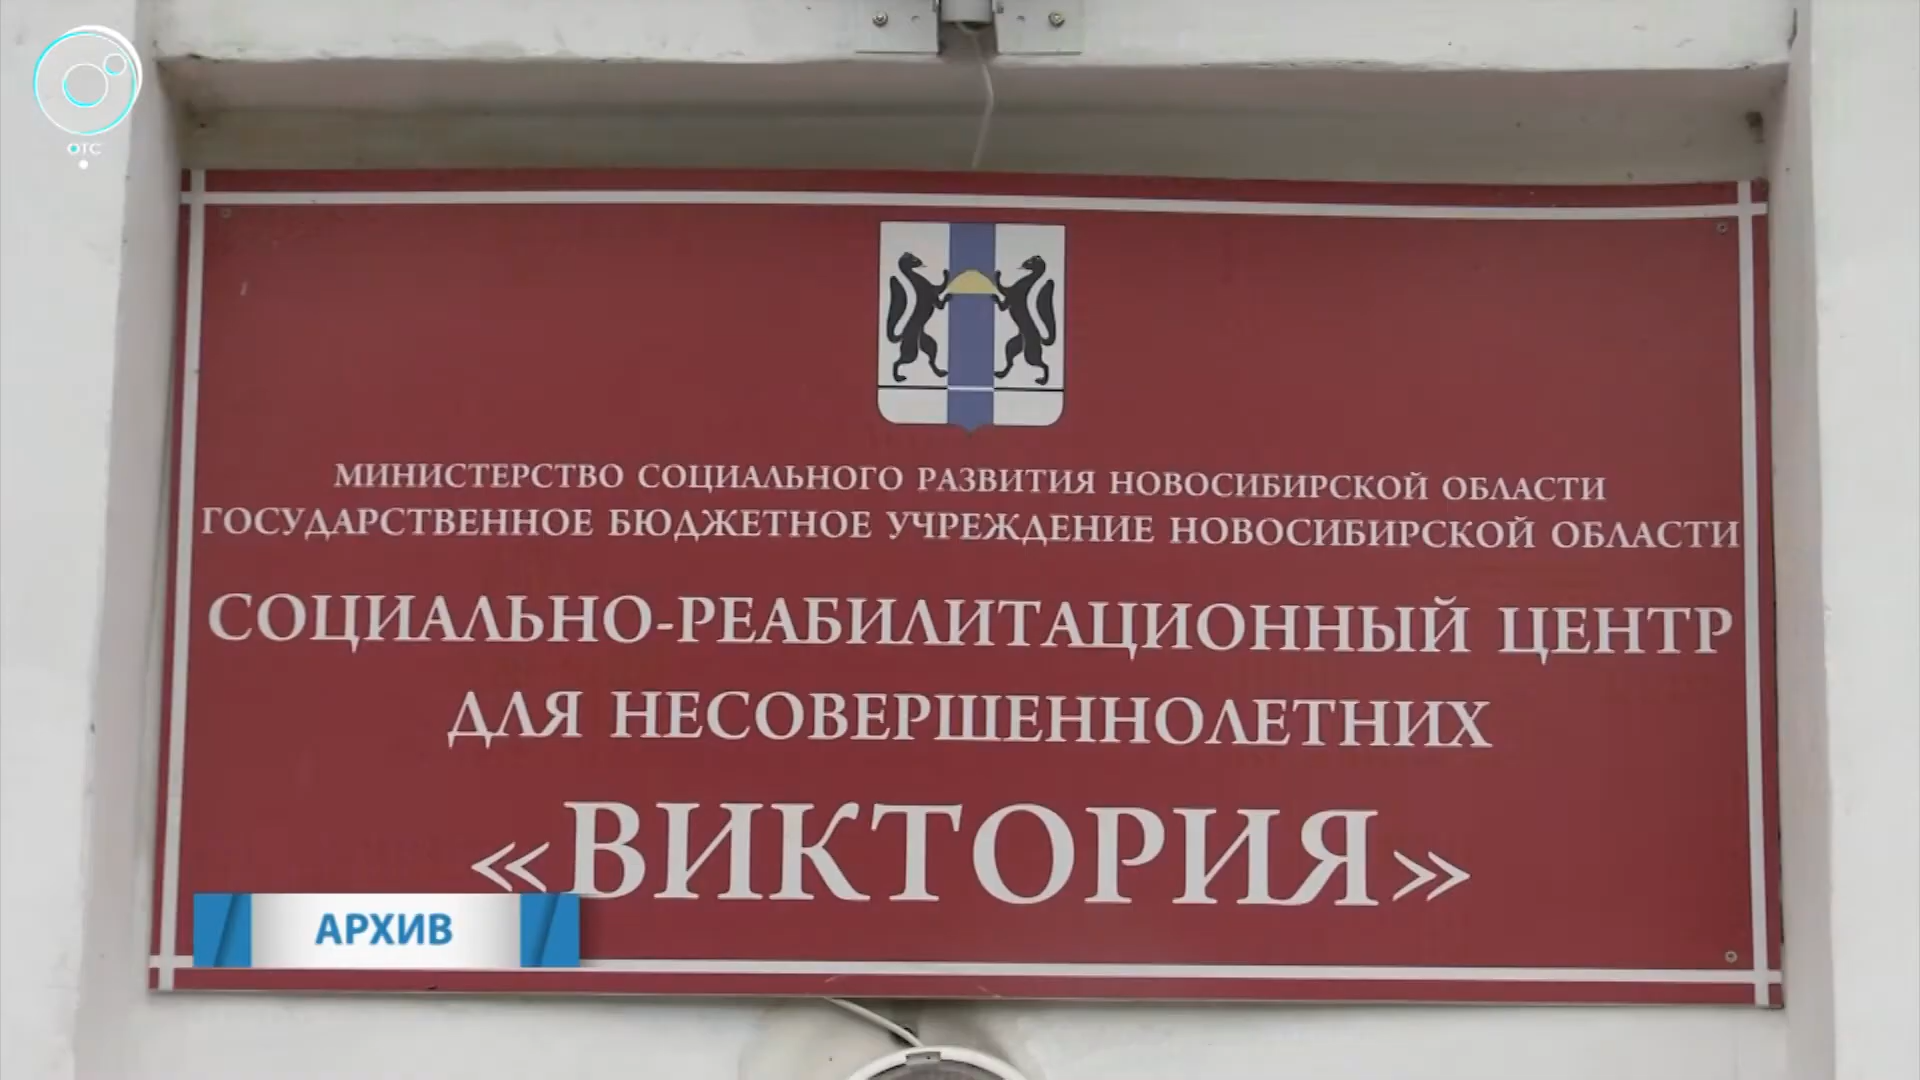 ОТС
МИНИСТЕРСТВО СОЦИАЛЬНОГО РАЗВИТИЯ НОВОСИБИРСКОЙ ОБЛАСТИ
ГОСУДАРСТВЕННОЕ БЮДЖЕТНОЕ УЧРЕЖДЕНИЕ НОВОСИБИРСКОЙ ОБЛАСТИ
СОЦИАЛЬНО-РЕАБИЛИТАЦИОННЫЙ ЦЕНТР
ДЛЯ НЕСОВЕРШЕННОЛЕТНИХ
«ВИКТОРИЯ»
АРХИВ